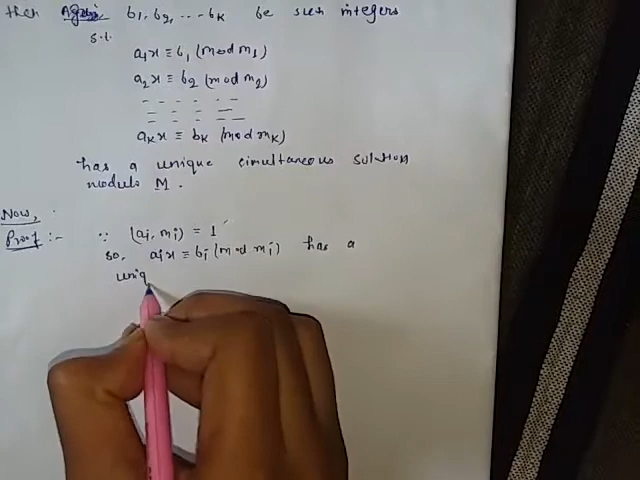 then b₁, b₂, ... bₖ be such integers
s.t.
a₁x ≡ b₁ (mod m₁)
a₂x ≡ b₂ (mod m₂)
aₖx ≡ bₖ (mod mₖ)
has a unique cimultaneous solution
modulo M.
Now,
Proof :- ∵ (aᵢ, mᵢ) = 1
so, aᵢx ≡ bᵢ (mod mᵢ) has a
uniq